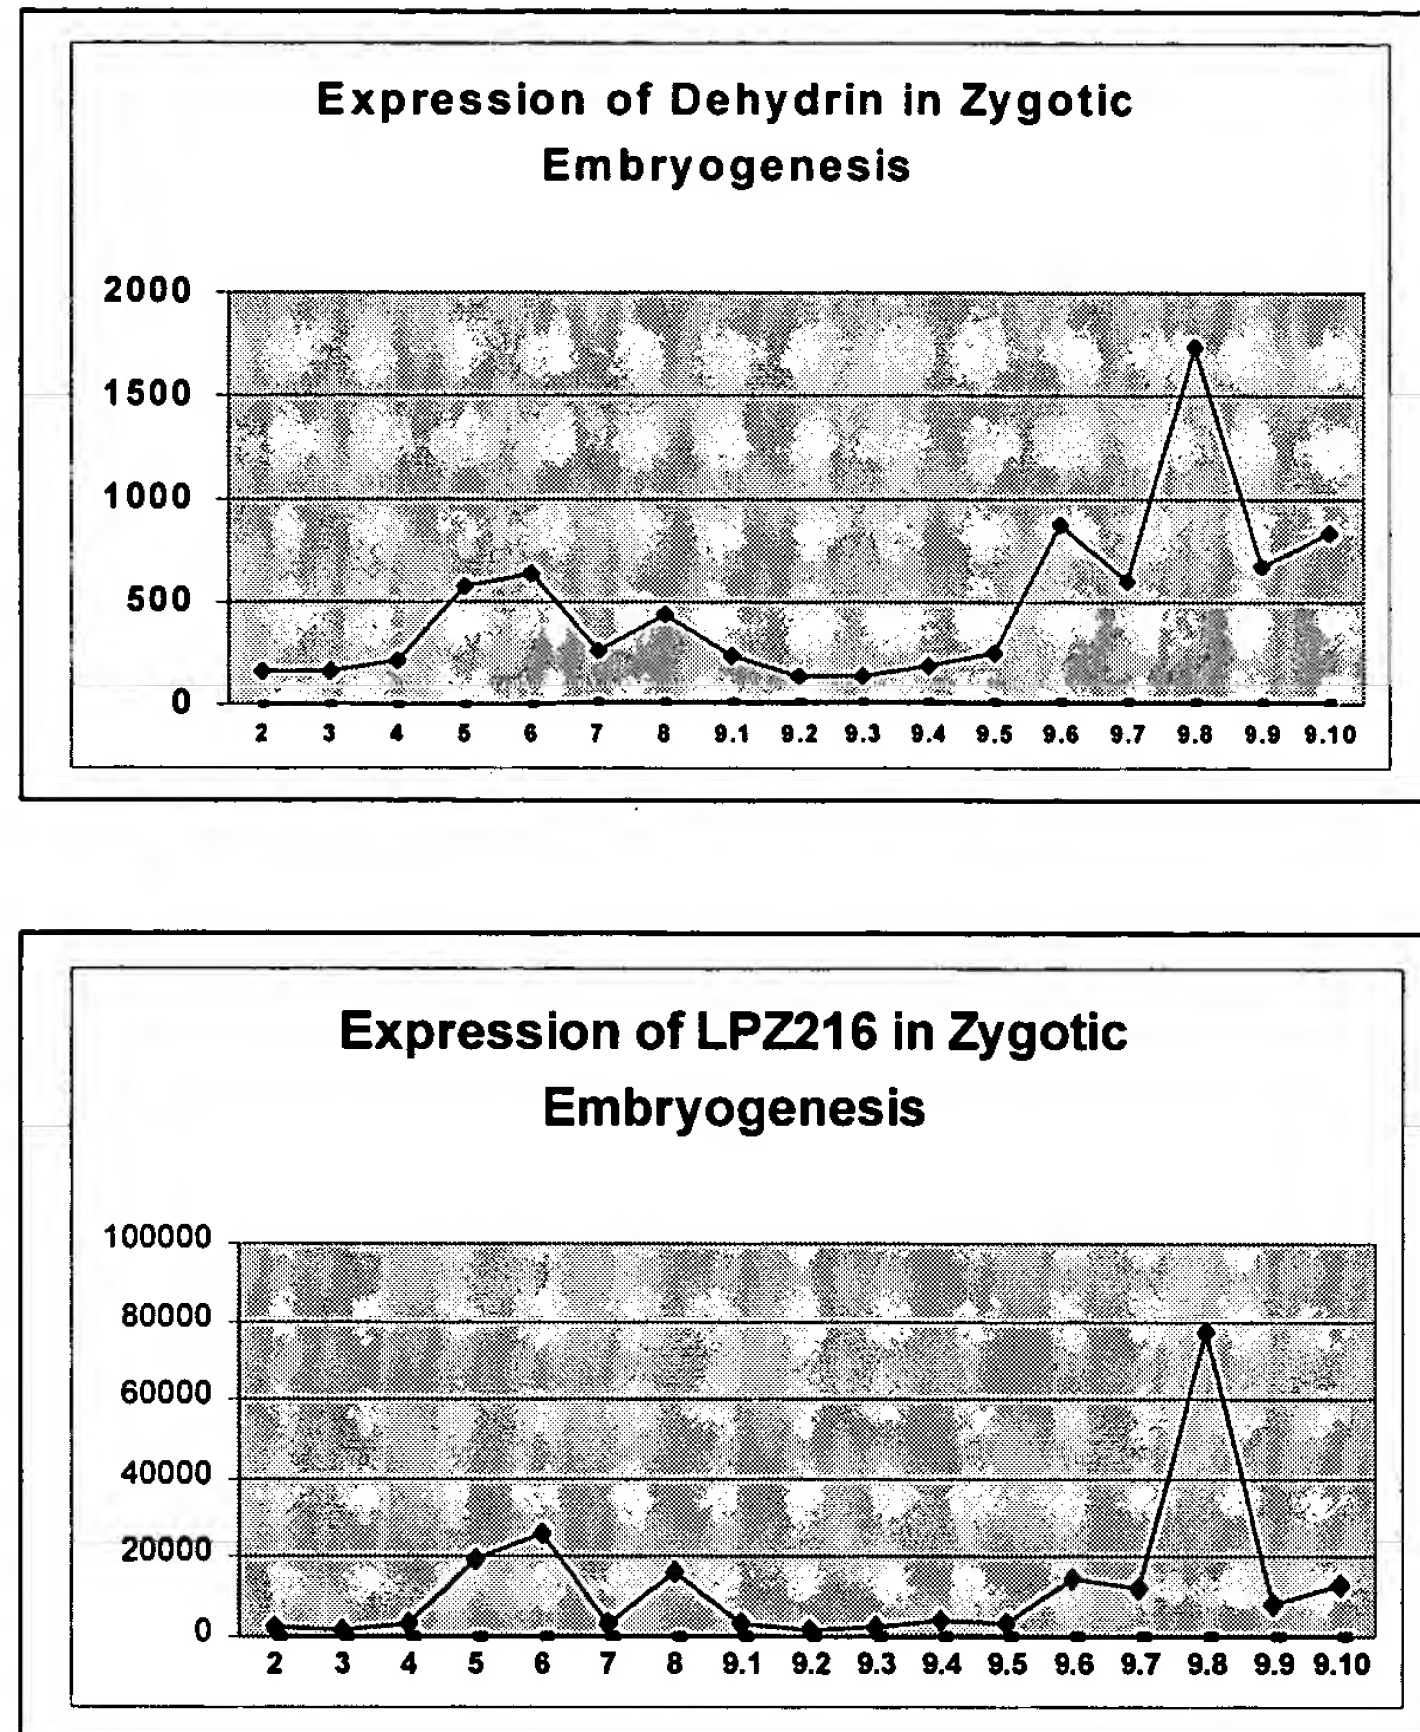 Expression of Dehydrin in Zygotic
Embryogenesis
2000
1500
1000
500
0
2 3 4 5 6 7 8 9.1 9.2 9.3 9.4 9.5 9.6 9.7 9.8 9.9 9.10
Expression of LPZ216 in Zygotic
Embryogenesis
100000
80000
60000
40000
20000
0
2 3 4 5 6 7 8 9.1 9.2 9.3 9.4 9.5 9.6 9.7 9.8 9.9 9.10